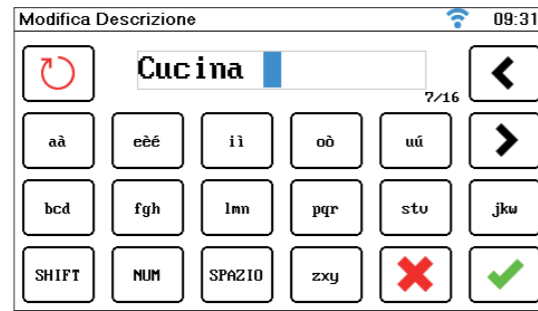 Modifica Descrizione 09:31
Cucina
7/16
aà eèé iì oò uú
bcd fgh lmn pqr stv jkw
SHIFT NUM SPAZIO zxy